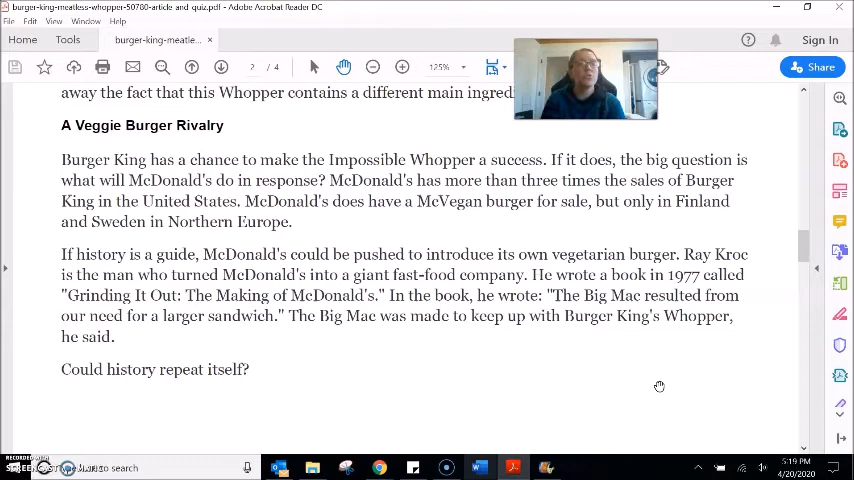 burger-king-meatless-whopper-50780-article and quiz.pdf - Adobe Acrobat Reader DC
File Edit View Window Help
Home Tools burger-king-meatle... × Sign In
2 / 4 125% Share
away the fact that this Whopper contains a different main ingredi
A Veggie Burger Rivalry
Burger King has a chance to make the Impossible Whopper a success. If it does, the big question is
what will McDonald's do in response? McDonald's has more than three times the sales of Burger
King in the United States. McDonald's does have a McVegan burger for sale, but only in Finland
and Sweden in Northern Europe.
If history is a guide, McDonald's could be pushed to introduce its own vegetarian burger. Ray Kroc
is the man who turned McDonald's into a giant fast-food company. He wrote a book in 1977 called
"Grinding It Out: The Making of McDonald's." In the book, he wrote: "The Big Mac resulted from
our need for a larger sandwich." The Big Mac was made to keep up with Burger King's Whopper,
he said.
Could history repeat itself?
RECORDED WITH
here to search
5:19 PM
4/20/2020